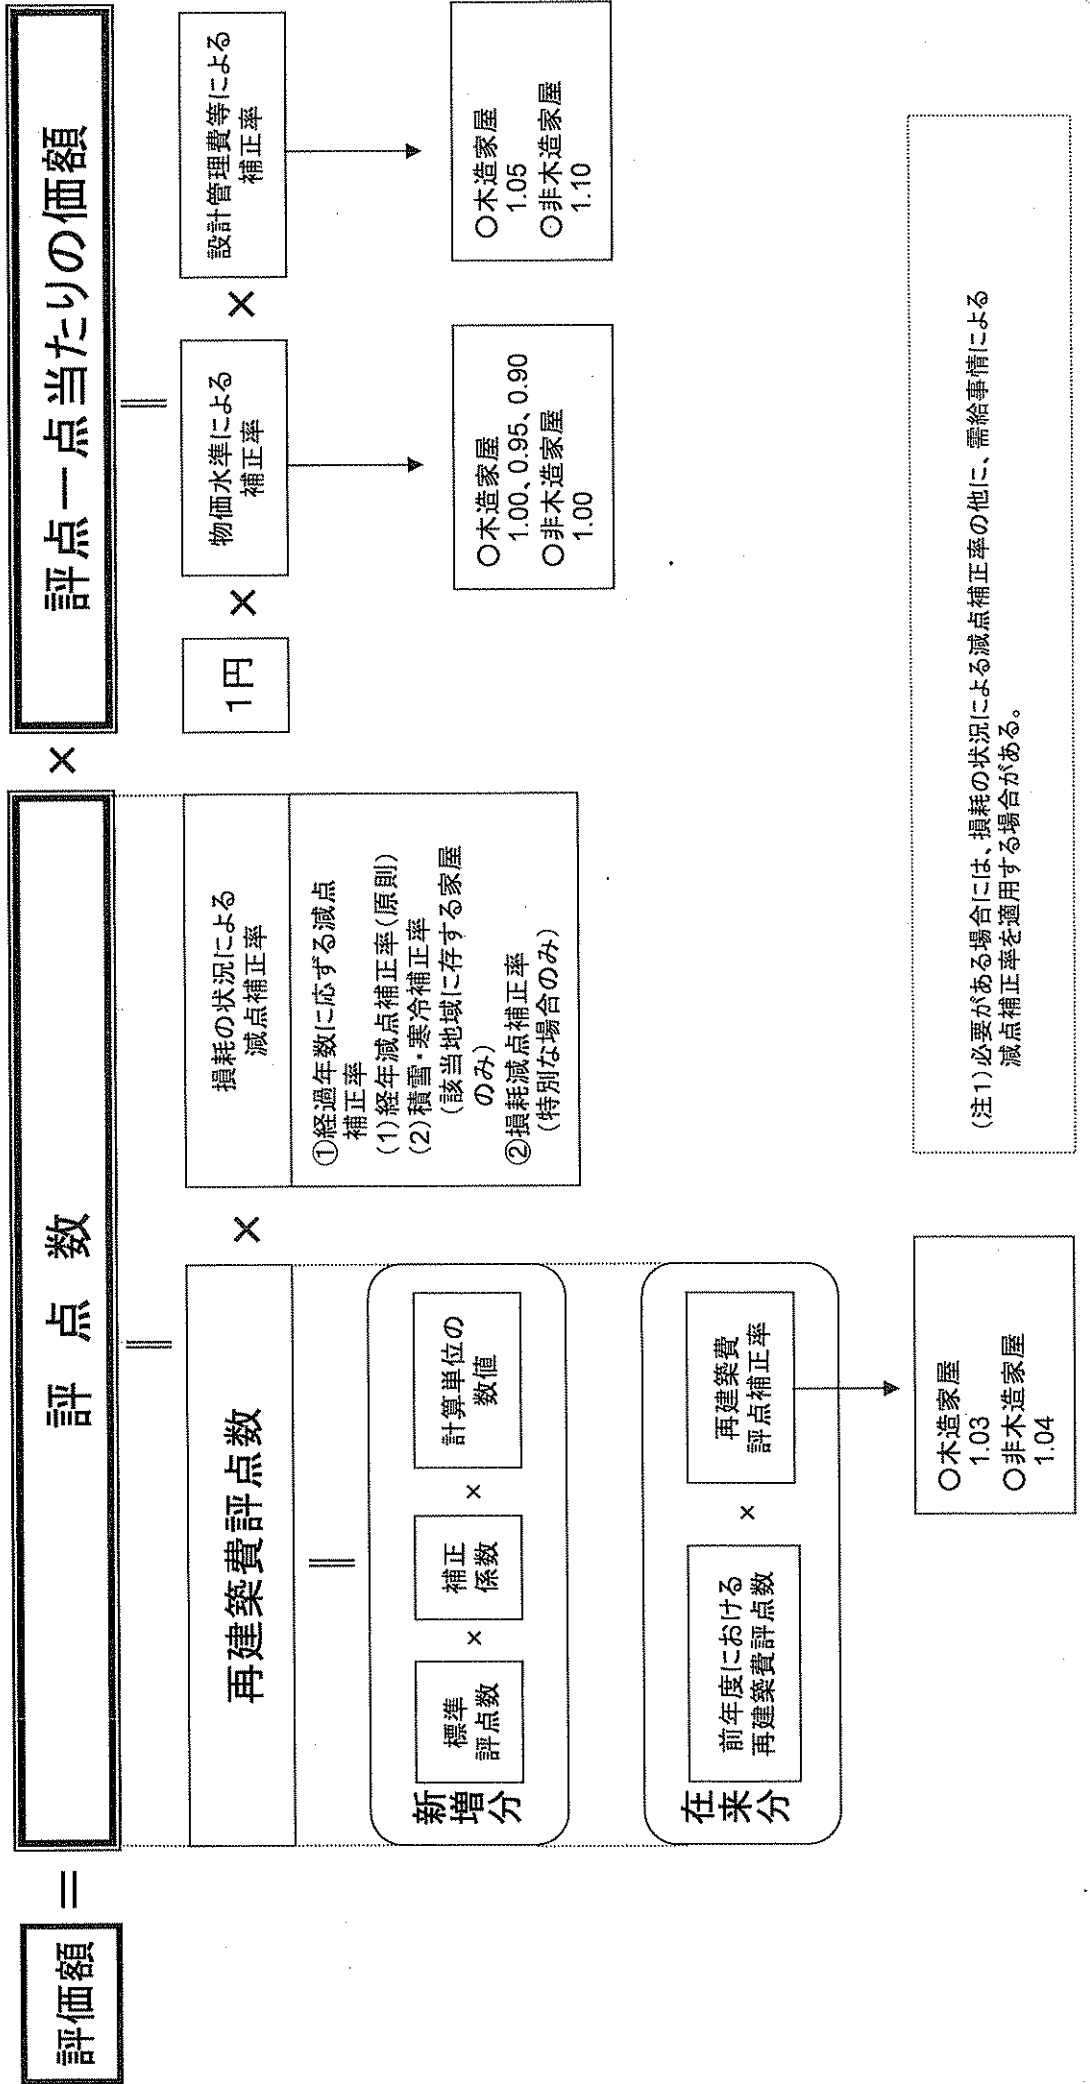 評価額
＝
評 点 数
×
評点一点当たりの価額
＝
再建築費評点数
×
損耗の状況による
減点補正率
①経過年数に応ずる減点
補正率
(1)経年減点補正率(原則)
(2)積雪・寒冷補正率
(該当地域に存する家屋
のみ)
②損耗減点補正率
(特別な場合のみ)
＝
新増分
標準
評点数
×
補正
係数
×
計算単位の
数値
在来分
前年度における
再建築費評点数
×
再建築費
評点補正率
○木造家屋
1.03
○非木造家屋
1.04
＝
1円
×
物価水準による
補正率
×
設計管理費等による
補正率
○木造家屋
1.00、0.95、0.90
○非木造家屋
1.00
○木造家屋
1.05
○非木造家屋
1.10
(注1)必要がある場合には、損耗の状況による減点補正率の他に、需給事情による
減点補正率を適用する場合がある。